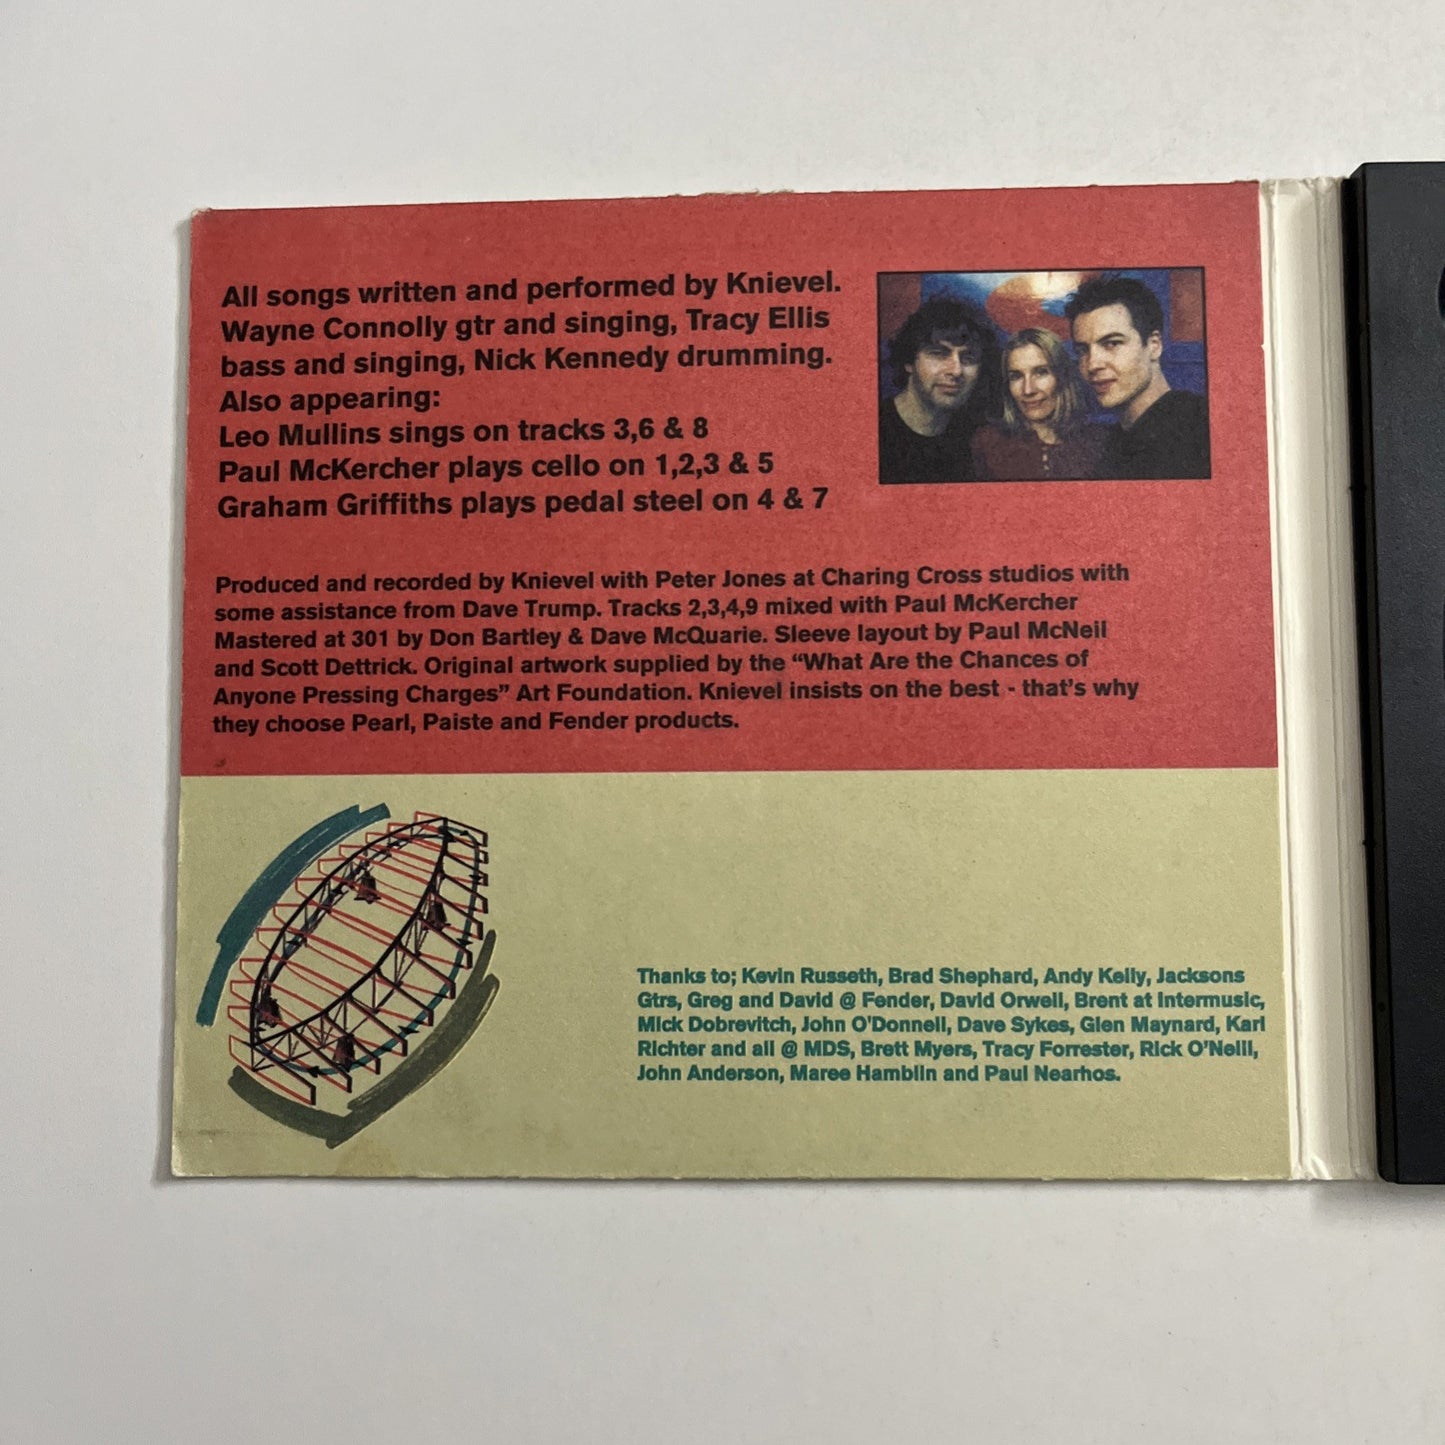 All songs written and performed by Knievel.
Wayne Connolly gtr and singing, Tracy Ellis
bass and singing, Nick Kennedy drumming.
Also appearing:
Leo Mullins sings on tracks 3,6 & 8
Paul McKercher plays cello on 1,2,3 & 5
Graham Griffiths plays pedal steel on 4 & 7
Produced and recorded by Knievel with Peter Jones at Charing Cross studios with
some assistance from Dave Trump. Tracks 2,3,4,9 mixed with Paul McKercher
Mastered at 301 by Don Bartley & Dave McQuarie. Sleeve layout by Paul McNeil
and Scott Dettrick. Original artwork supplied by the “What Are the Chances of
Anyone Pressing Charges” Art Foundation. Knievel insists on the best - that’s why
they choose Pearl, Paiste and Fender products.
Thanks to; Kevin Russeth, Brad Shephard, Andy Kelly, Jacksons
Gtrs, Greg and David @ Fender, David Orwell, Brent at Intermusic,
Mick Dobrevitch, John O'Donnell, Dave Sykes, Glen Maynard, Karl
Richter and all @ MDS, Brett Myers, Tracy Forrester, Rick O’Neill,
John Anderson, Maree Hamblin and Paul Nearhos.